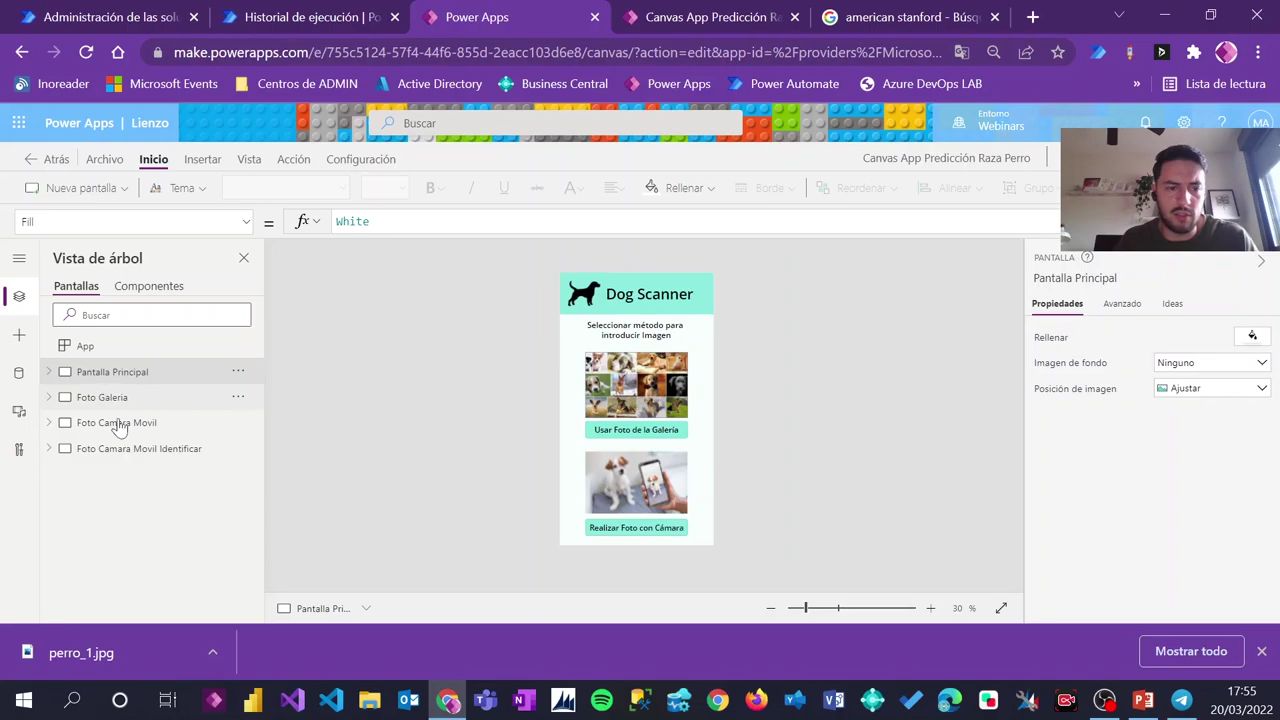 Administración de las solu
Historial de ejecución | Po
Power Apps
Canvas App Predicción Ra
american stanford - Búsq
make.powerapps.com/e/755c5124-57f4-44f6-855d-2eacc103d6e8/canvas/?action=edit&app-id=%2Fproviders%2FMicroso...
Inoreader
Microsoft Events
Centros de ADMIN
Active Directory
Business Central
Power Apps
Power Automate
Azure DevOps LAB
»
Lista de lectura
Power Apps | Lienzo
Buscar
Entorno
Webinars
MA
Atrás
Archivo
Inicio
Insertar
Vista
Acción
Configuración
Canvas App Predicción Raza Perro
Nueva pantalla
Tema
Rellenar
Borde
Reordenar
Alinear
Grupo
Fill
= fx
White
Vista de árbol
Pantallas
Componentes
Buscar
App
Pantalla Principal
Foto Galeria
Foto Camara Movil
Foto Camara Movil Identificar
Dog Scanner
Seleccionar método para
introducir Imagen
Usar Foto de la Galería
Realizar Foto con Cámara
PANTALLA
Pantalla Principal
Propiedades
Avanzado
Ideas
Rellenar
Imagen de fondo
Ninguno
Posición de imagen
Ajustar
Pantalla Pri...
30 %
perro_1.jpg
Mostrar todo
17:55
20/03/2022